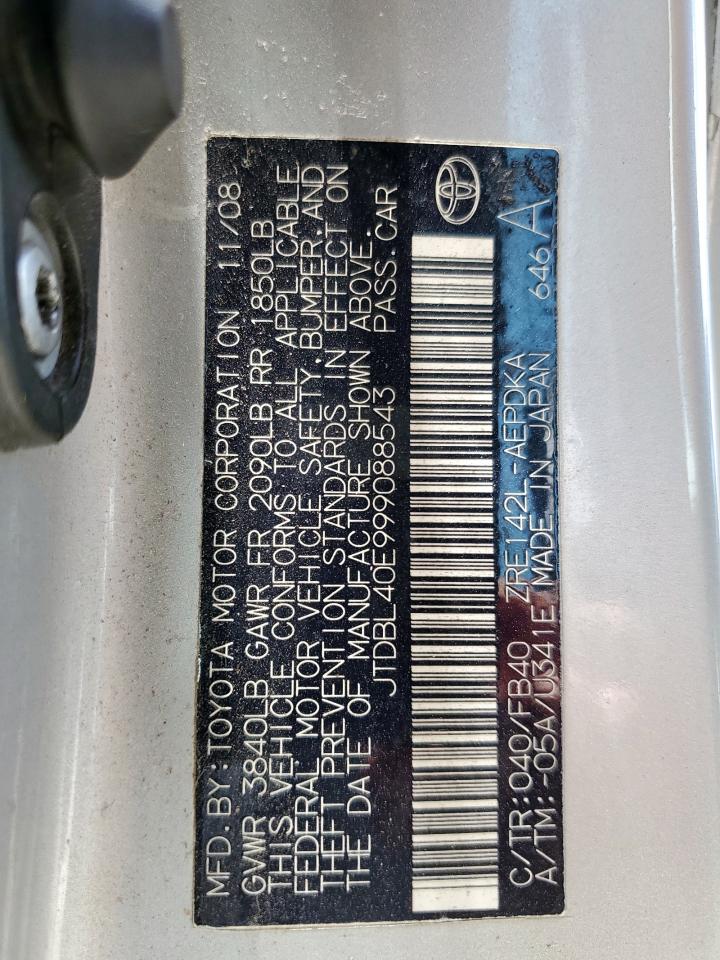 MFD.BY:TOYOTA MOTOR CORPORATION 11/08
GVWR 3840LB GAWR FR 2090LB RR 1850LB
THIS VEHICLE CONFORMS TO ALL APPLICABLE
FEDERAL MOTOR VEHICLE SAFETY,BUMPER,AND
THEFT PREVENTION STANDARDS IN EFFECT ON
THE DATE OF MANUFACTURE SHOWN ABOVE.
JTDBL40E999088543 PASS.CAR
C/TR:040/FB40 ZRE142L-AEPDKA
A/TM:-05A/U341E MADE IN JAPAN 646 A